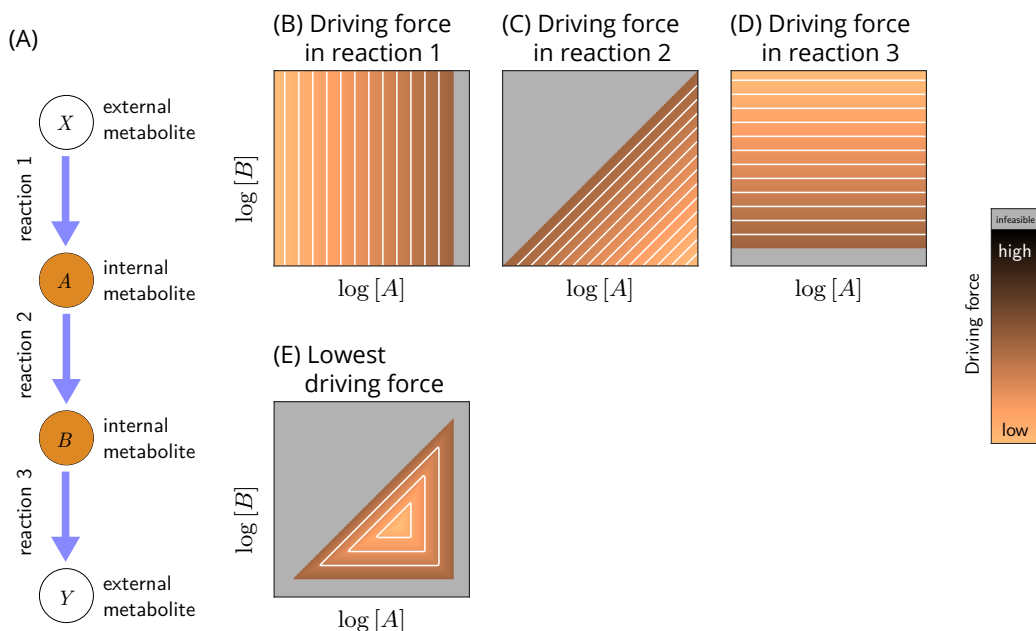 (A)
X
external
metabolite
reaction 1
A
internal
metabolite
reaction 2
B
internal
metabolite
reaction 3
Y
external
metabolite
(B) Driving force
in reaction 1
log [B]
log [A]
(C) Driving force
in reaction 2
log [A]
(D) Driving force
in reaction 3
log [A]
(E) Lowest
driving force
log [B]
log [A]
Driving force
infeasible
high
low